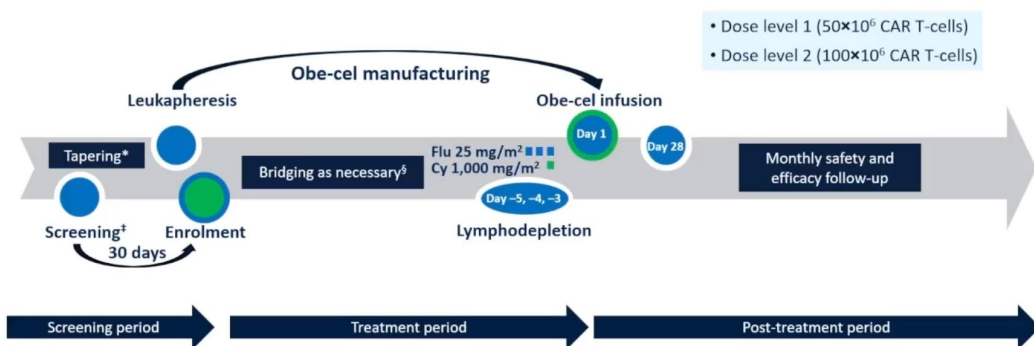 • Dose level 1 (50×10⁶ CAR T-cells)
• Dose level 2 (100×10⁶ CAR T-cells)
Obe-cel manufacturing
Leukapheresis
Obe-cel infusion
Tapering*
Bridging as necessary§
Flu 25 mg/m²
Cy 1,000 mg/m²
Day 1
Day 28
Monthly safety and
efficacy follow-up
Day –5, –4, –3
Screening‡
Enrolment
Lymphodepletion
30 days
Screening period
Treatment period
Post-treatment period